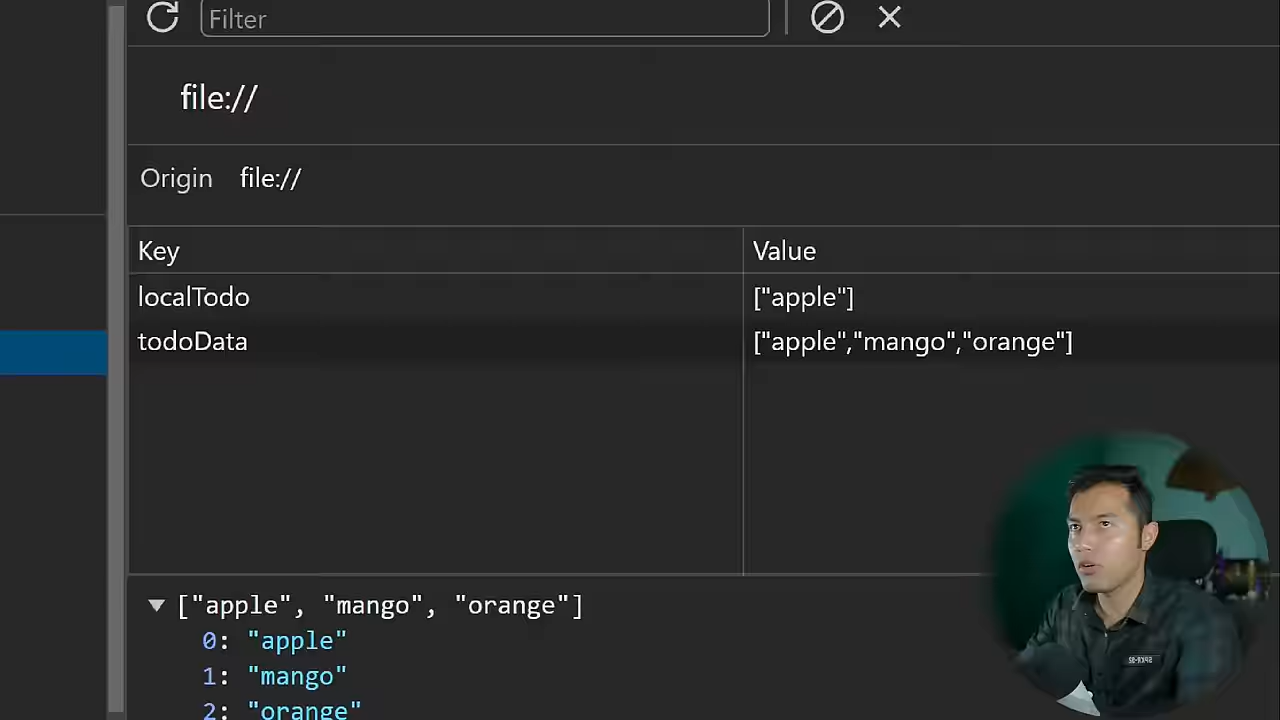 Filter
file://
Origin file://
Key Value
localTodo ["apple"]
todoData ["apple","mango","orange"]
▼ ["apple", "mango", "orange"]
0: "apple"
1: "mango"
2: "orange"